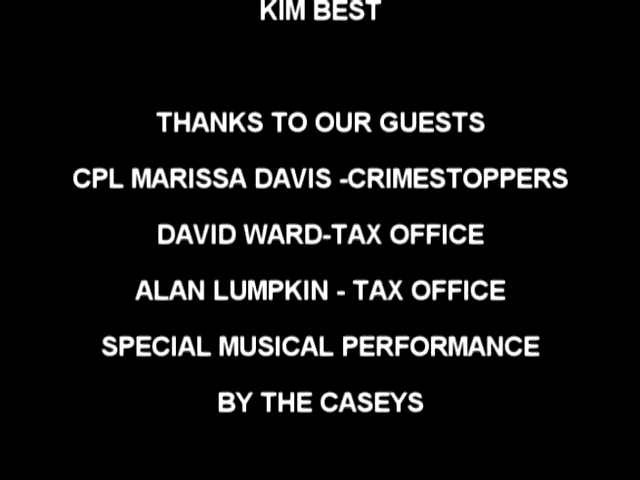 KIM BEST
THANKS TO OUR GUESTS
CPL MARISSA DAVIS -CRIMESTOPPERS
DAVID WARD-TAX OFFICE
ALAN LUMPKIN - TAX OFFICE
SPECIAL MUSICAL PERFORMANCE
BY THE CASEYS